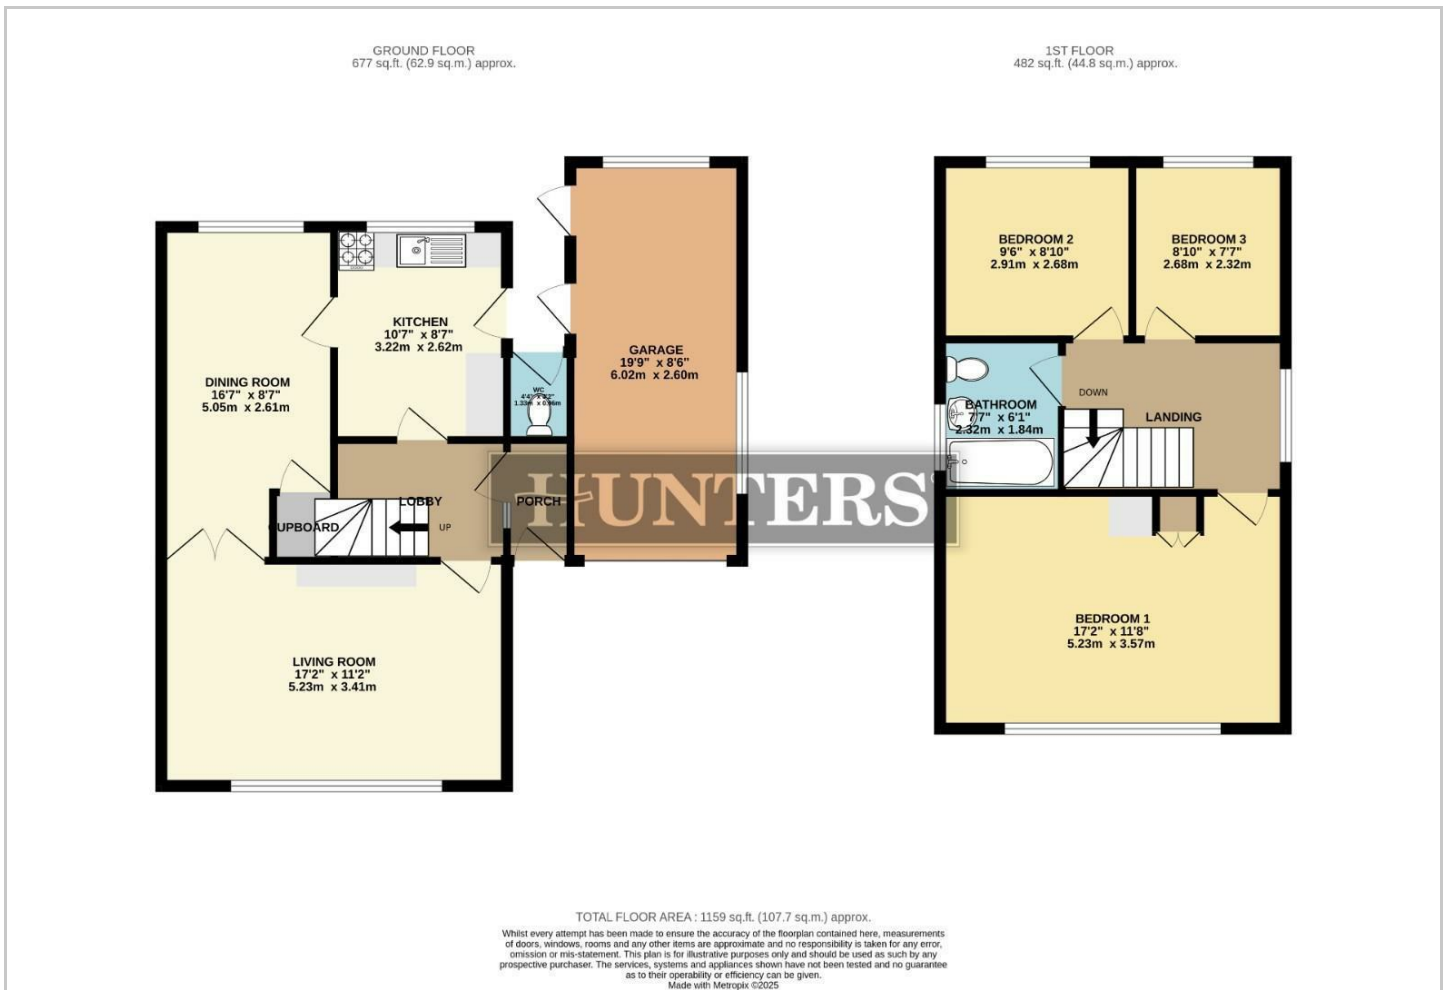 GROUND FLOOR
677 sq.ft. (62.9 sq.m.) approx.
1ST FLOOR
482 sq.ft. (44.8 sq.m.) approx.
KITCHEN
10'7" x 8'7"
3.22m x 2.62m
DINING ROOM
16'7" x 8'7"
5.05m x 2.61m
WC
4'4" x 3'2"
1.33m x 0.96m
GARAGE
19'9" x 8'6"
6.02m x 2.60m
LOBBY
PORCH
CUPBOARD
UP
LIVING ROOM
17'2" x 11'2"
5.23m x 3.41m
HUNTERS
BEDROOM 2
9'6" x 8'10"
2.91m x 2.68m
BEDROOM 3
8'10" x 7'7"
2.68m x 2.32m
DOWN
BATHROOM
7'7" x 6'1"
2.32m x 1.84m
LANDING
BEDROOM 1
17'2" x 11'8"
5.23m x 3.57m
TOTAL FLOOR AREA : 1159 sq.ft. (107.7 sq.m.) approx.
Whilst every attempt has been made to ensure the accuracy of the floorplan contained here, measurements
of doors, windows, rooms and any other items are approximate and no responsibility is taken for any error,
omission or mis-statement. This plan is for illustrative purposes only and should be used as such by any
prospective purchaser. The services, systems and appliances shown have not been tested and no guarantee
as to their operability or efficiency can be given.
Made with Metropix ©2025